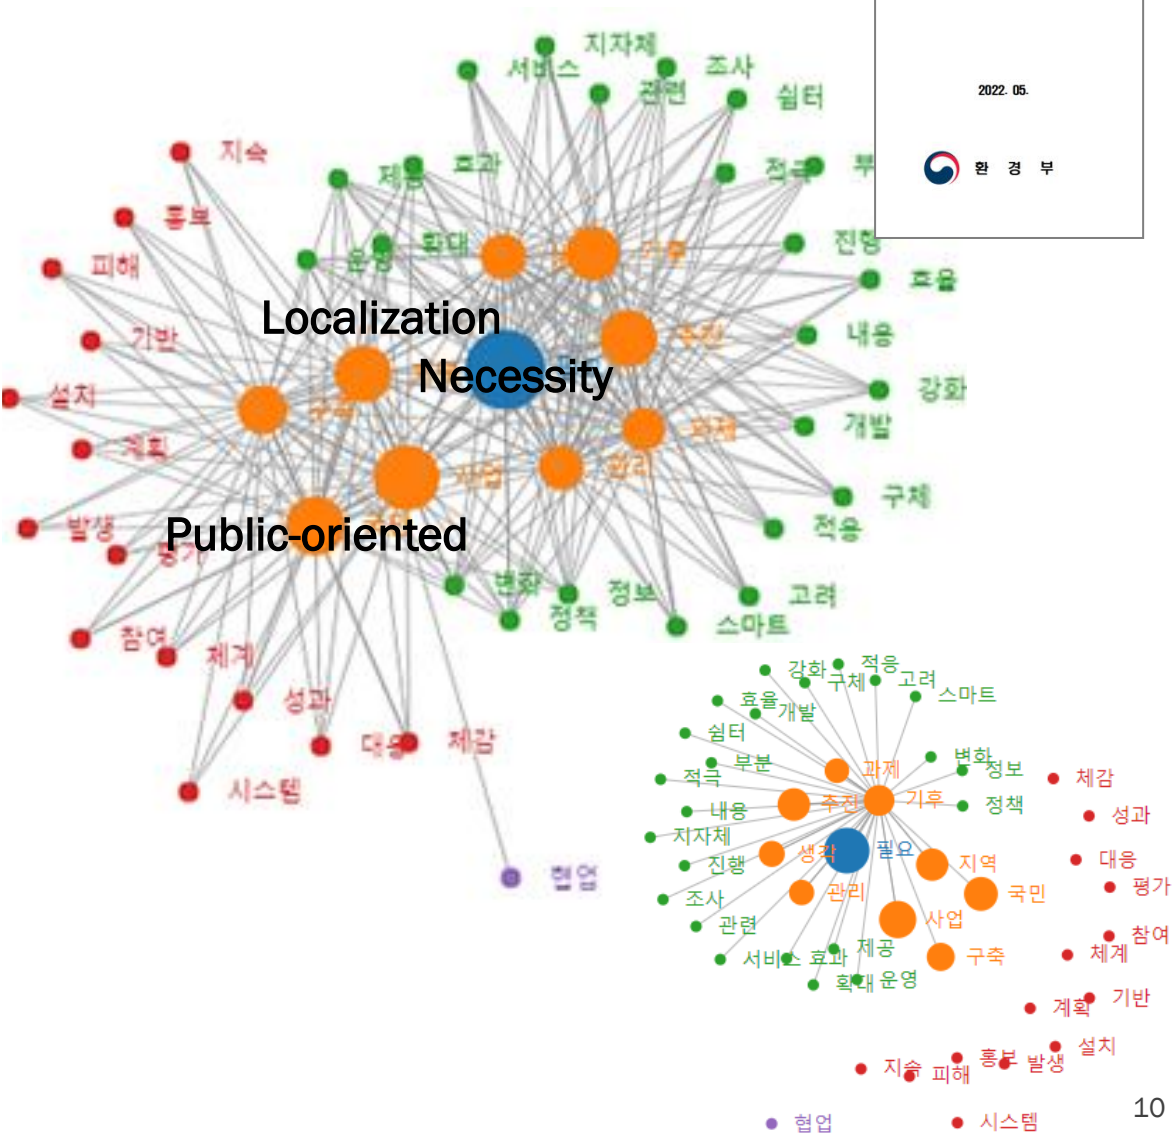 지자체
서비스
조사
관련
쉼터
2022. 05.
환 경 부
지속
효과
적극
부
홍보
확대
진행
피해
운영
효율
Localization
기반
추진
내용
Necessity
설치
강화
계획
과제
개발
사업
관리
구체
발생
Public-oriented
적응
변화
정보
고려
정책
스마트
참여
체계
성과
대응
체감
시스템
협업
강화
적응
구체
고려
효율
스마트
개발
쉼터
변화
부분
과제
정보
적극
체감
추진
기후
정책
내용
성과
지자체
생각
필요
대응
진행
지역
평가
관리
국민
조사
사업
관련
참여
서비스
효과
제공
구축
체계
확대
운영
기반
계획
설치
홍보
발생
지속
피해
10
협업
시스템